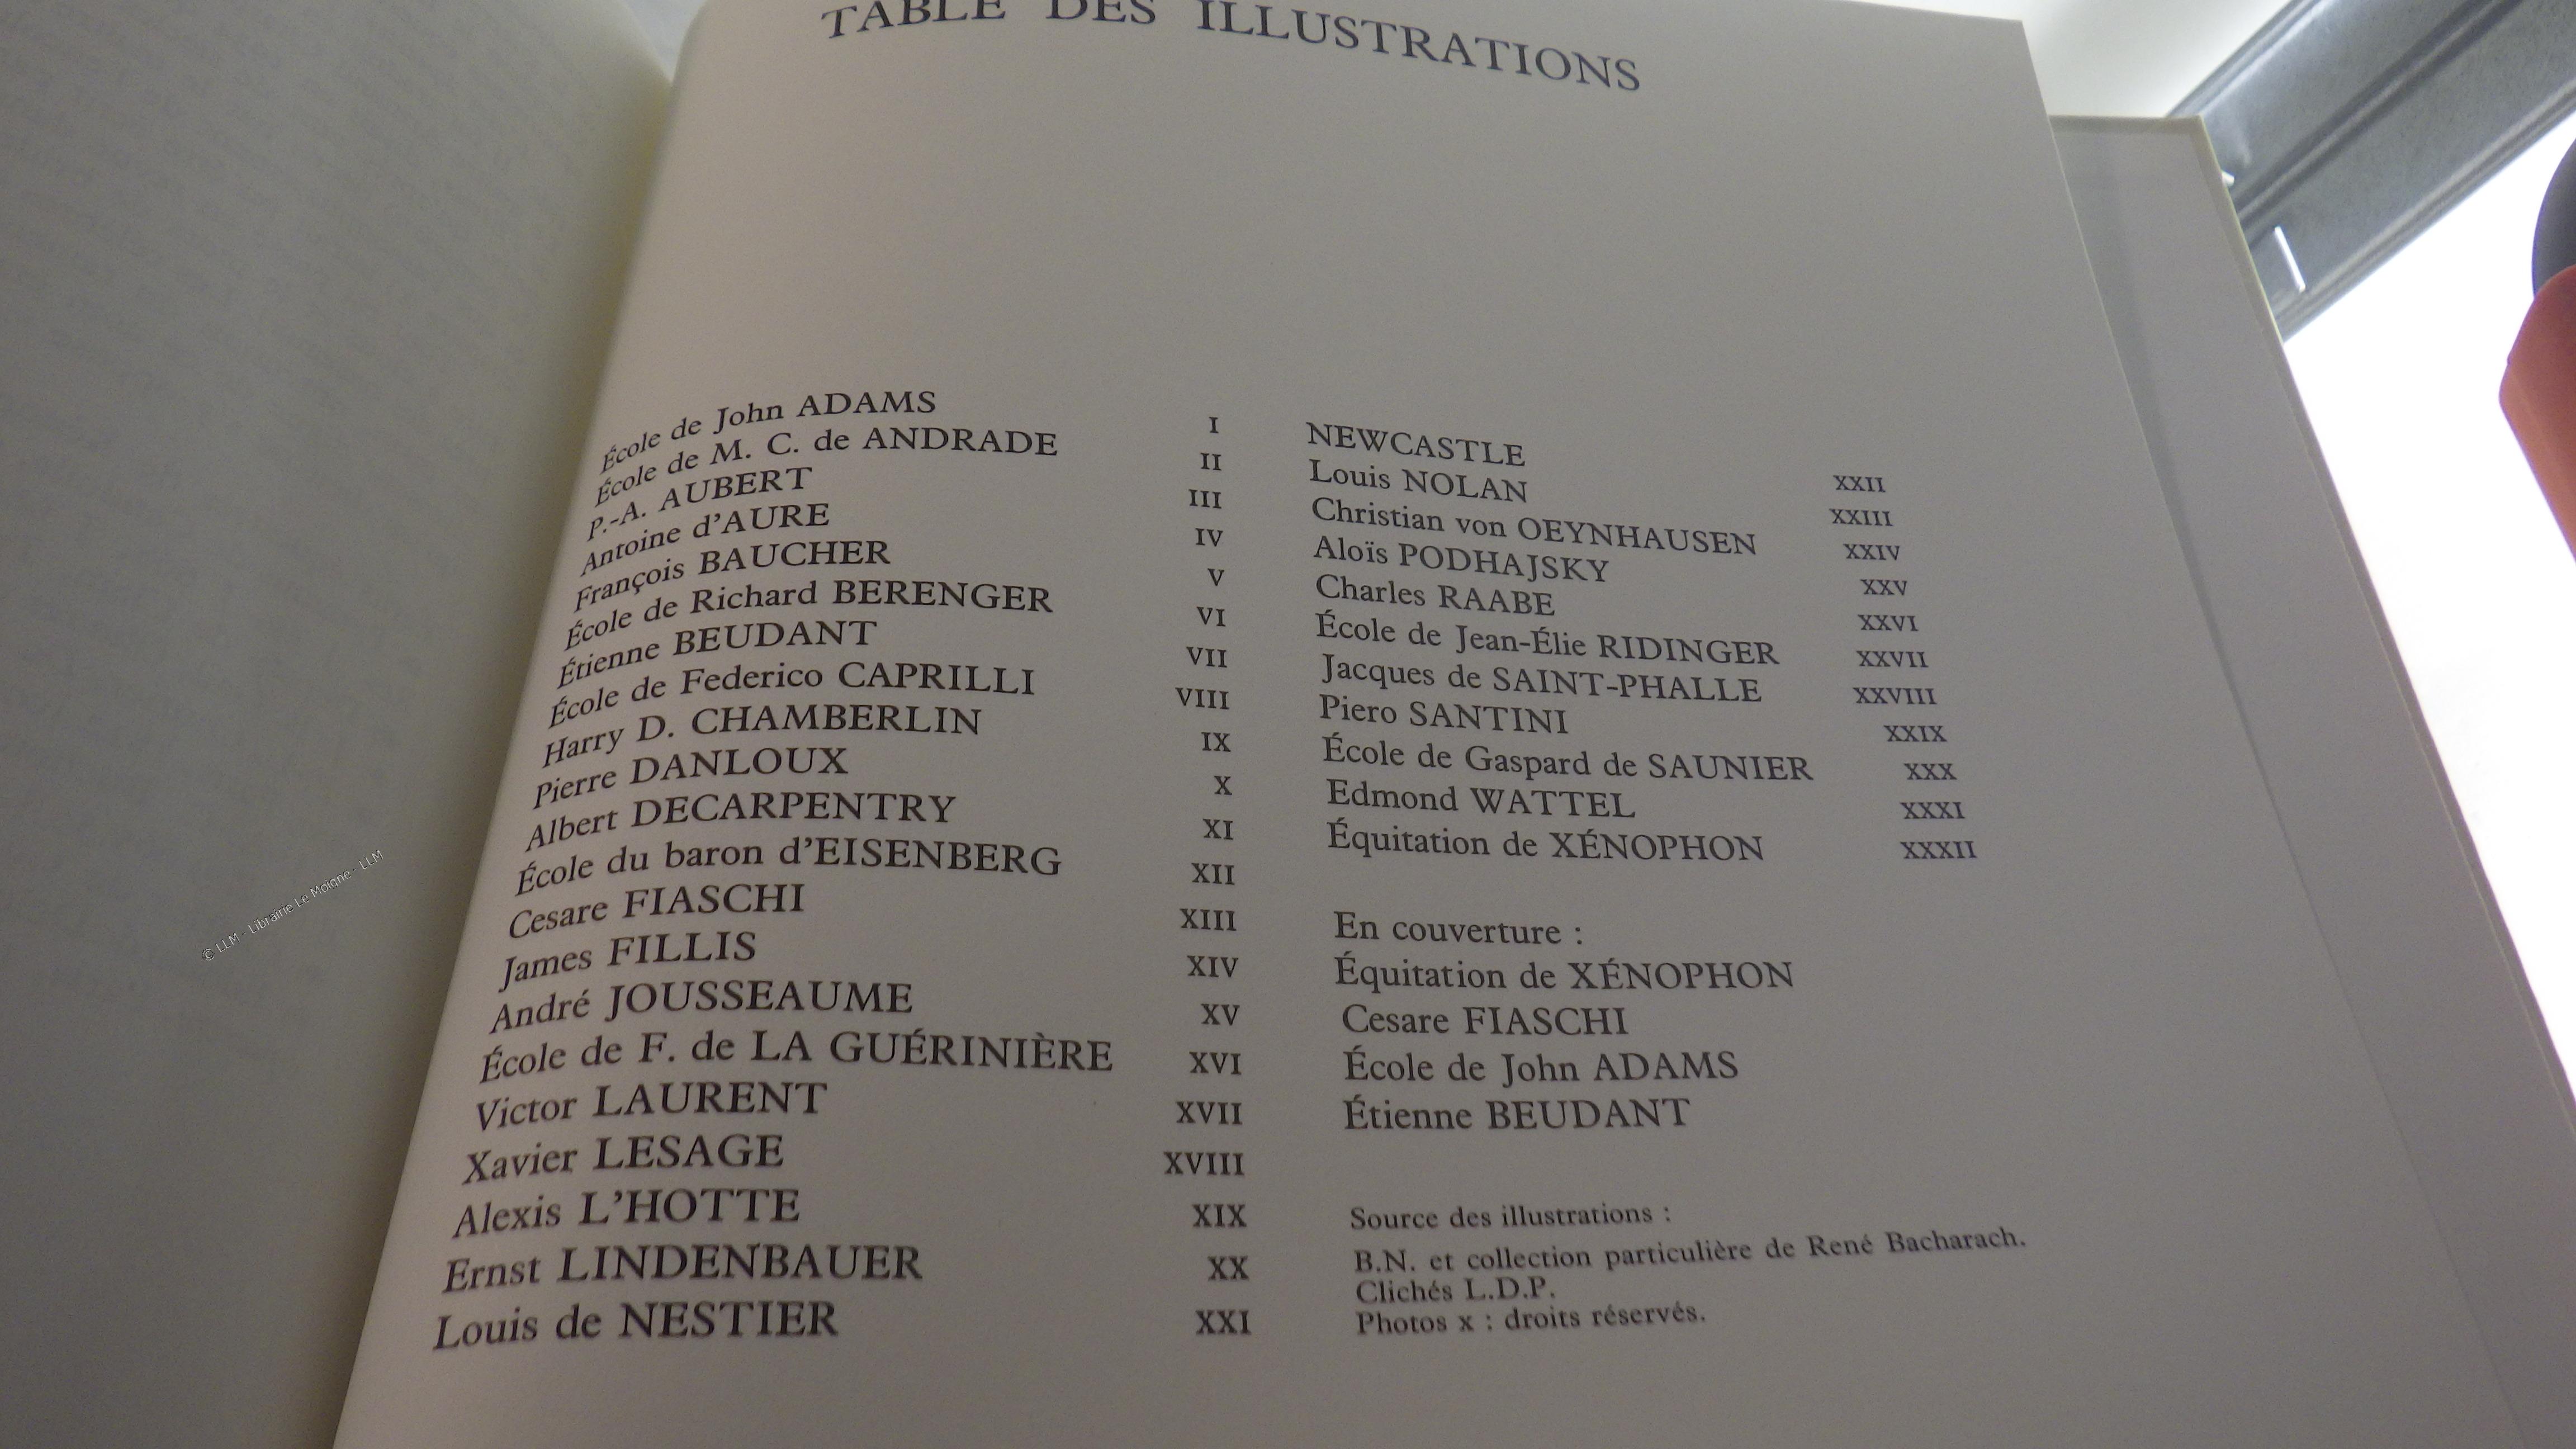 TABLE DES ILLUSTRATIONS
École de John ADAMS I
École de M. C. de ANDRADE II
P.-A. AUBERT III
Antoine d'AURE IV
François BAUCHER V
École de Richard BERENGER VI
Étienne BEUDANT VII
École de Federico CAPRILLI VIII
Harry D. CHAMBERLIN IX
Pierre DANLOUX X
Albert DECARPENTRY XI
École du baron d'EISENBERG XII
Cesare FIASCHI XIII
James FILLIS XIV
André JOUSSEAUME XV
École de F. de LA GUÉRINIÈRE XVI
Victor LAURENT XVII
Xavier LESAGE XVIII
Alexis L'HOTTE XIX
Ernst LINDENBAUER XX
Louis de NESTIER XXI
NEWCASTLE XXII
Louis NOLAN XXIII
Christian von OEYNHAUSEN XXIV
Aloïs PODHAJSKY XXV
Charles RAABE XXVI
École de Jean-Élie RIDINGER XXVII
Jacques de SAINT-PHALLE XXVIII
Piero SANTINI XXIX
École de Gaspard de SAUNIER XXX
Edmond WATTEL XXXI
Équitation de XÉNOPHON XXXII
En couverture :
Équitation de XÉNOPHON
Cesare FIASCHI
École de John ADAMS
Étienne BEUDANT
Source des illustrations :
B.N. et collection particulière de René Bacharach.
Clichés L.D.P.
Photos x : droits réservés.
© LLM - Librairie Le Moigne - LLM